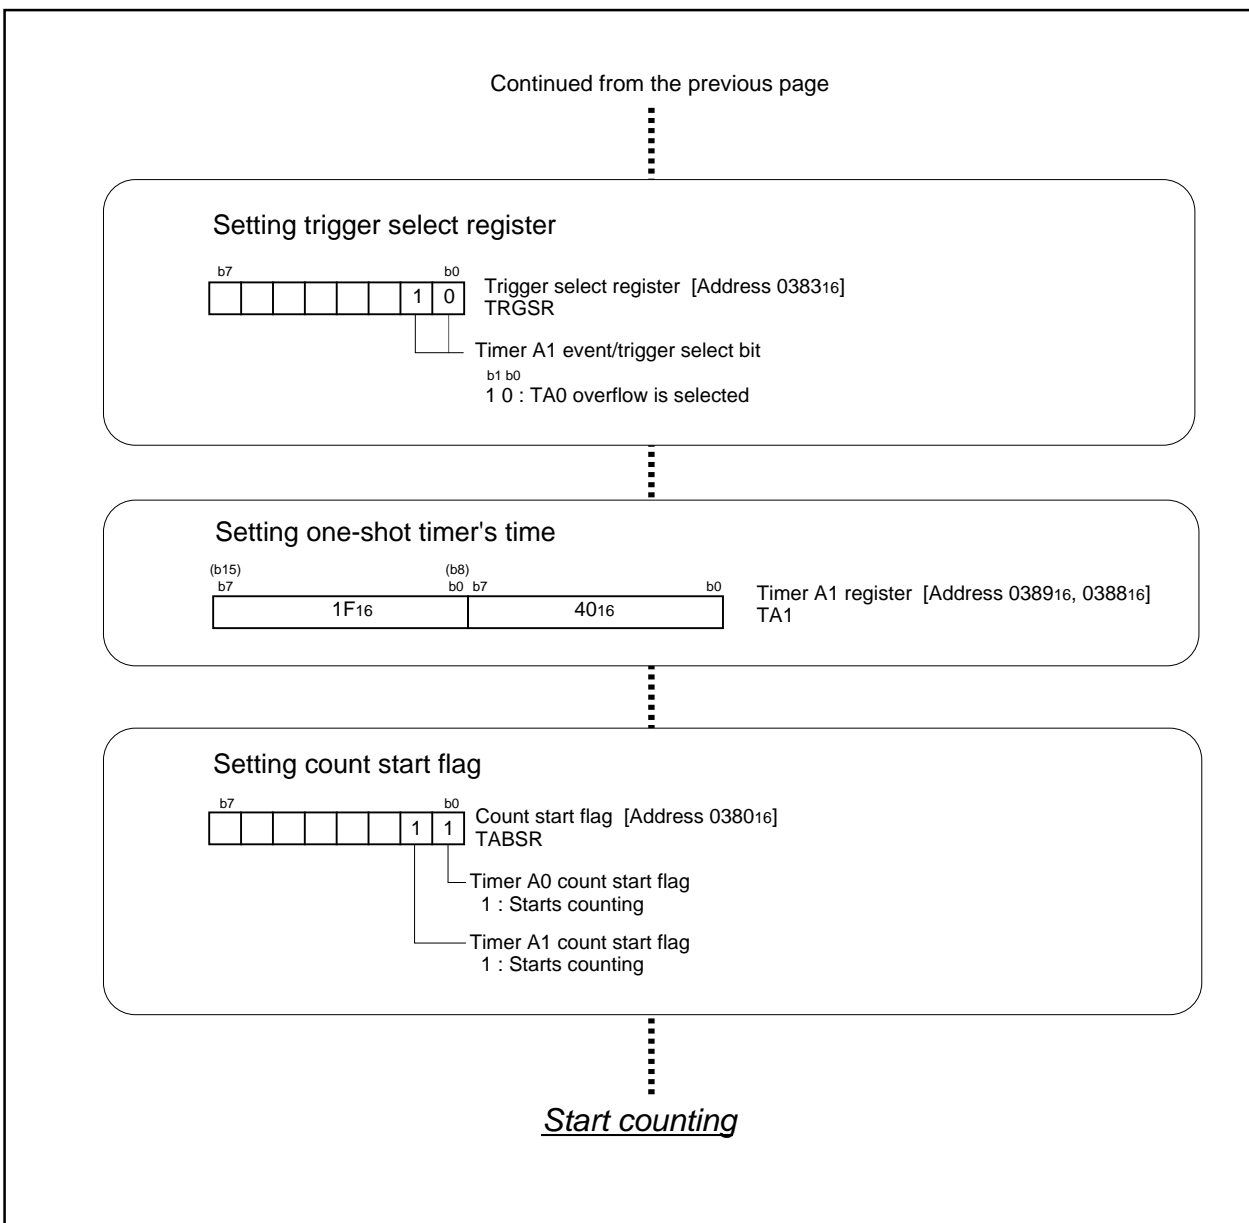 Continued from the previous page
Setting trigger select register
b7 b0
1 0
Trigger select register [Address 038316]
TRGSR
Timer A1 event/trigger select bit
b1 b0
1 0 : TA0 overflow is selected
Setting one-shot timer's time
(b15) (b8)
b7 b0 b7 b0
1F16 4016
Timer A1 register [Address 038916, 038816]
TA1
Setting count start flag
b7 b0
1 1
Count start flag [Address 038016]
TABSR
Timer A0 count start flag
1 : Starts counting
Timer A1 count start flag
1 : Starts counting
Start counting